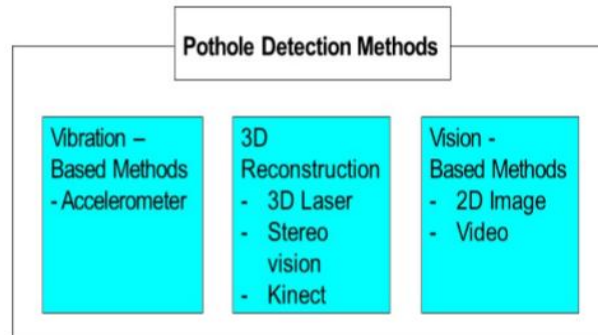 Pothole Detection Methods
Vibration –
Based Methods
- Accelerometer
3D
Reconstruction
- 3D Laser
- Stereo
vision
- Kinect
Vision -
Based Methods
- 2D Image
- Video